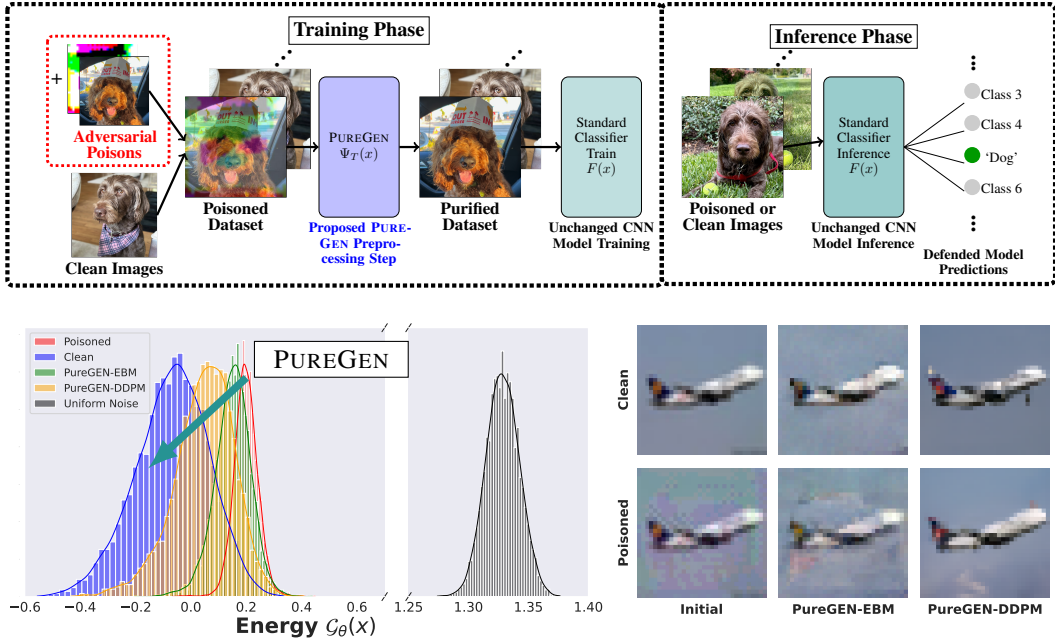 Training Phase
Inference Phase
+
Adversarial
Poisons
Clean Images
Poisoned
Dataset
PUREGEN
Ψ_T(x)
Proposed PURE-
GEN Prepro-
cessing Step
Purified
Dataset
Standard
Classifier
Train
F(x)
Unchanged CNN
Model Training
Poisoned or
Clean Images
Standard
Classifier
Inference
F(x)
Unchanged CNN
Model Inference
Class 3
Class 4
‘Dog’
Class 6
Defended Model
Predictions
Poisoned
Clean
PureGEN-EBM
PureGEN-DDPM
Uniform Noise
PUREGEN
−0.6 −0.4 −0.2 0.0 0.2 0.4 0.6 1.25 1.30 1.35 1.40
Energy 𝒢_θ(x)
Clean
Poisoned
Initial PureGEN-EBM PureGEN-DDPM